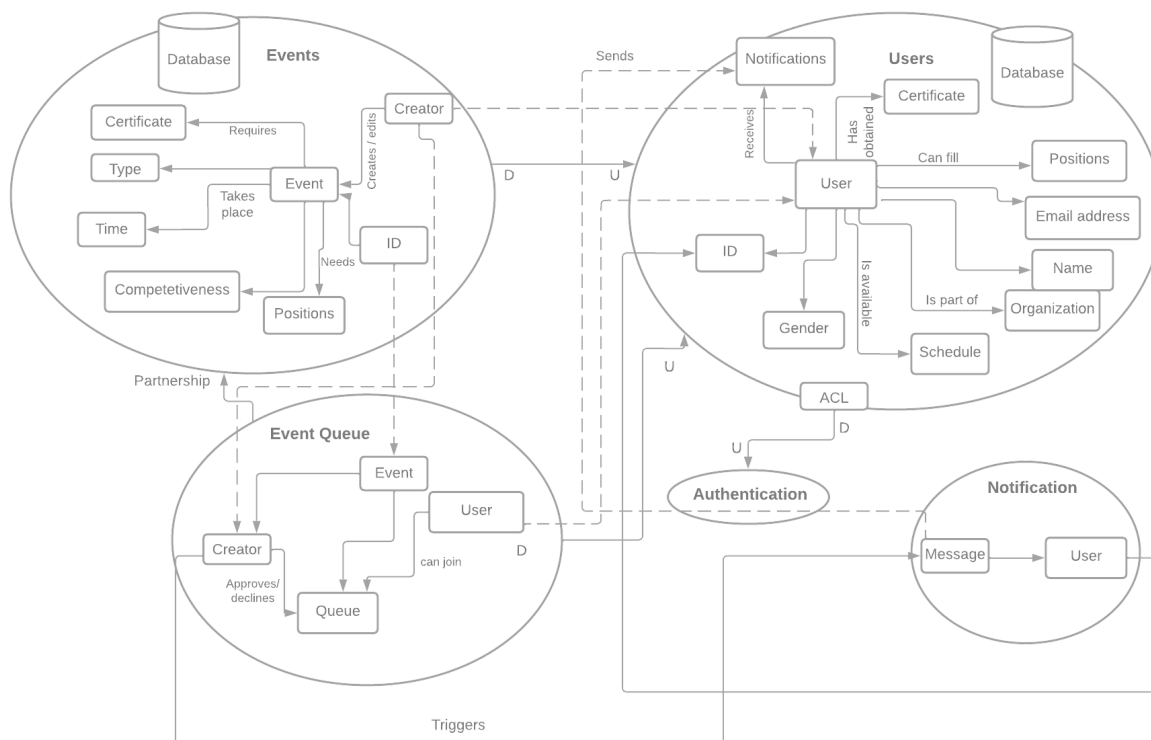 Database
Events
Certificate
Requires
Creator
Creates / edits
Type
Event
Takes
place
Time
ID
Needs
Competetiveness
Positions
D
U
Sends
Notifications
Users
Database
Certificate
Receives
Has
obtained
Can fill
Positions
User
Email address
ID
Is available
Name
Is part of
Organization
Gender
Schedule
U
ACL
D
U
Authentication
Partnership
Event Queue
Event
User
D
Creator
can join
Approves/
declines
Queue
Notification
Message
User
Triggers